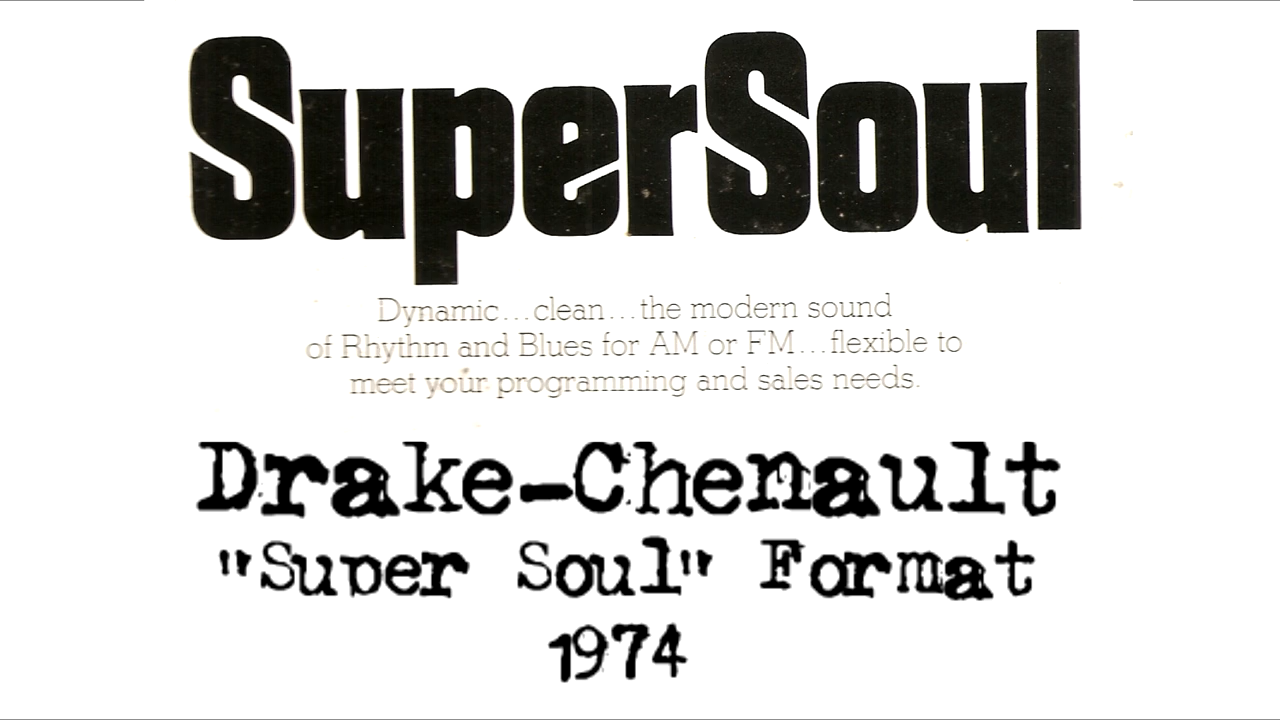 SuperSoul
Dynamic...clean...the modern sound
of Rhythm and Blues for AM or FM...flexible to
meet your programming and sales needs.
Drake-Chenault
"Super Soul" Format
1974